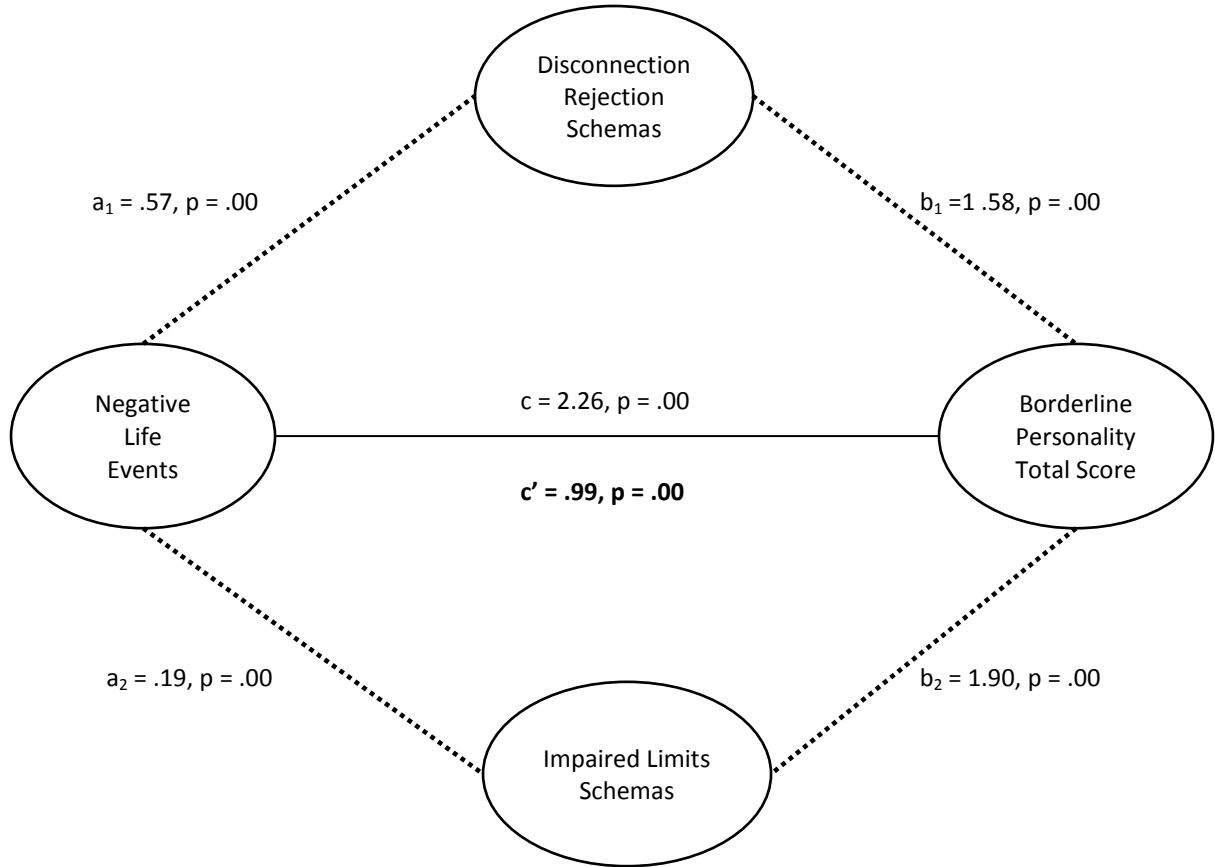 Disconnection
Rejection
Schemas
a₁ = .57, p = .00
b₁ =1 .58, p = .00
Negative
Life
Events
c = 2.26, p = .00
c’ = .99, p = .00
Borderline
Personality
Total Score
a₂ = .19, p = .00
b₂ = 1.90, p = .00
Impaired Limits
Schemas